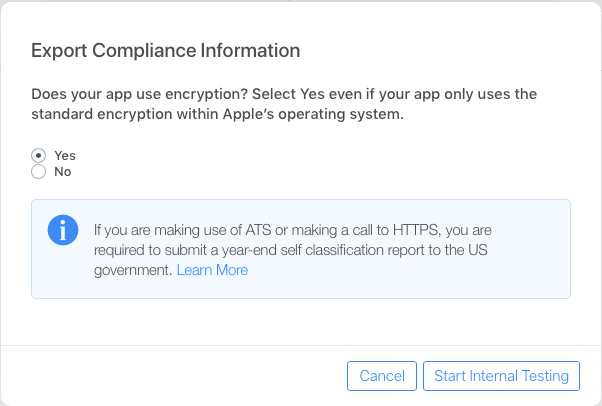 Export Compliance Information
Does your app use encryption? Select Yes even if your app only uses the
standard encryption within Apple's operating system.
Yes
No
If you are making use of ATS or making a call to HTTPS, you are
required to submit a year-end self classification report to the US
government. Learn More
Cancel Start Internal Testing